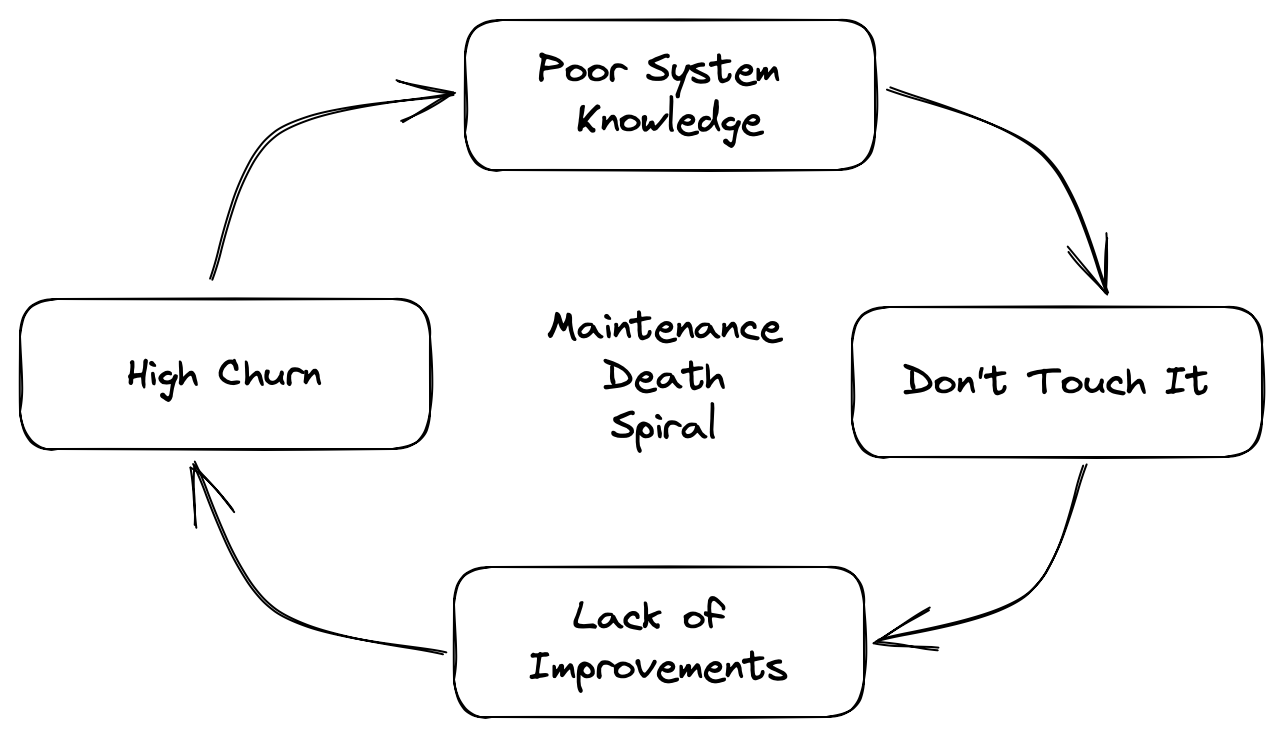 Poor System
Knowledge
High Churn
Maintenance
Death
Spiral
Don't Touch It
Lack of
Improvements